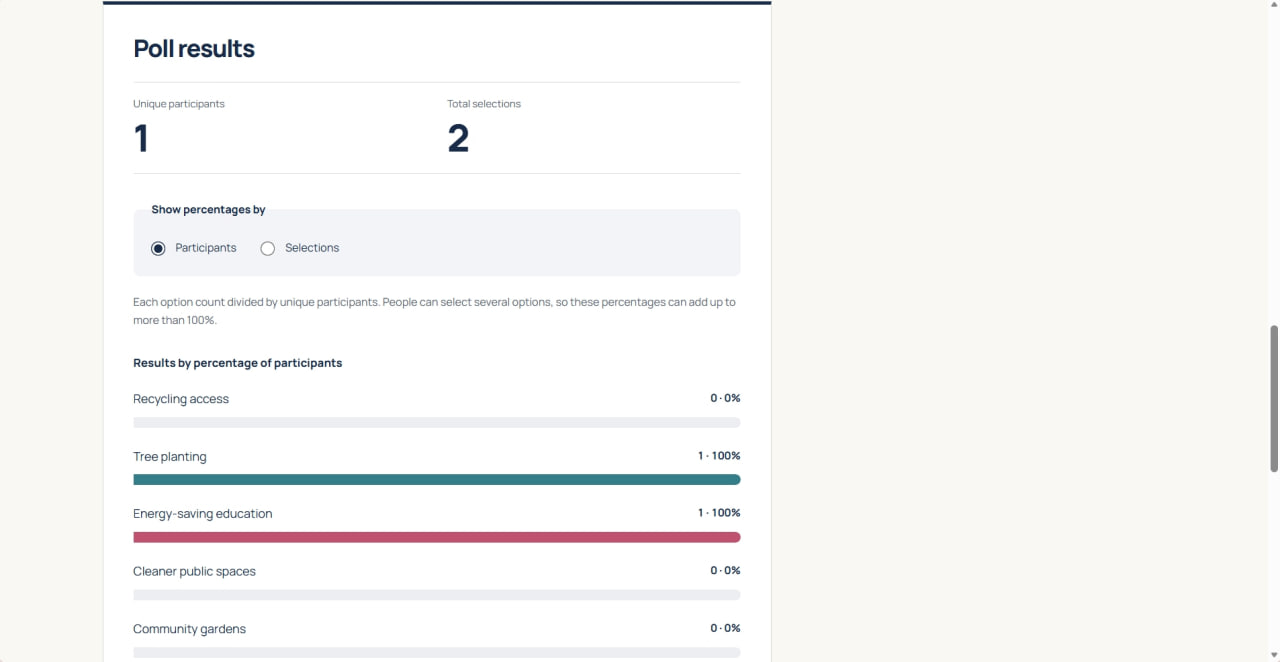 Poll results
Unique participants
1
Total selections
2
Show percentages by
Participants
Selections
Each option count divided by unique participants. People can select several options, so these percentages can add up to
more than 100%.
Results by percentage of participants
Recycling access 0 · 0%
Tree planting 1 · 100%
Energy-saving education 1 · 100%
Cleaner public spaces 0 · 0%
Community gardens 0 · 0%